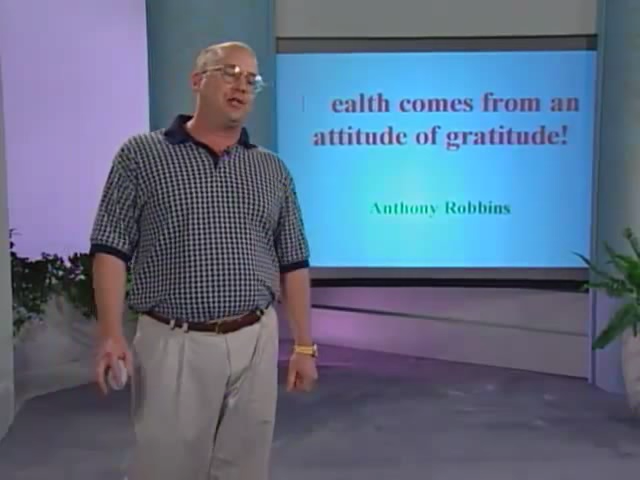 ealth comes from an
attitude of gratitude!
Anthony Robbins